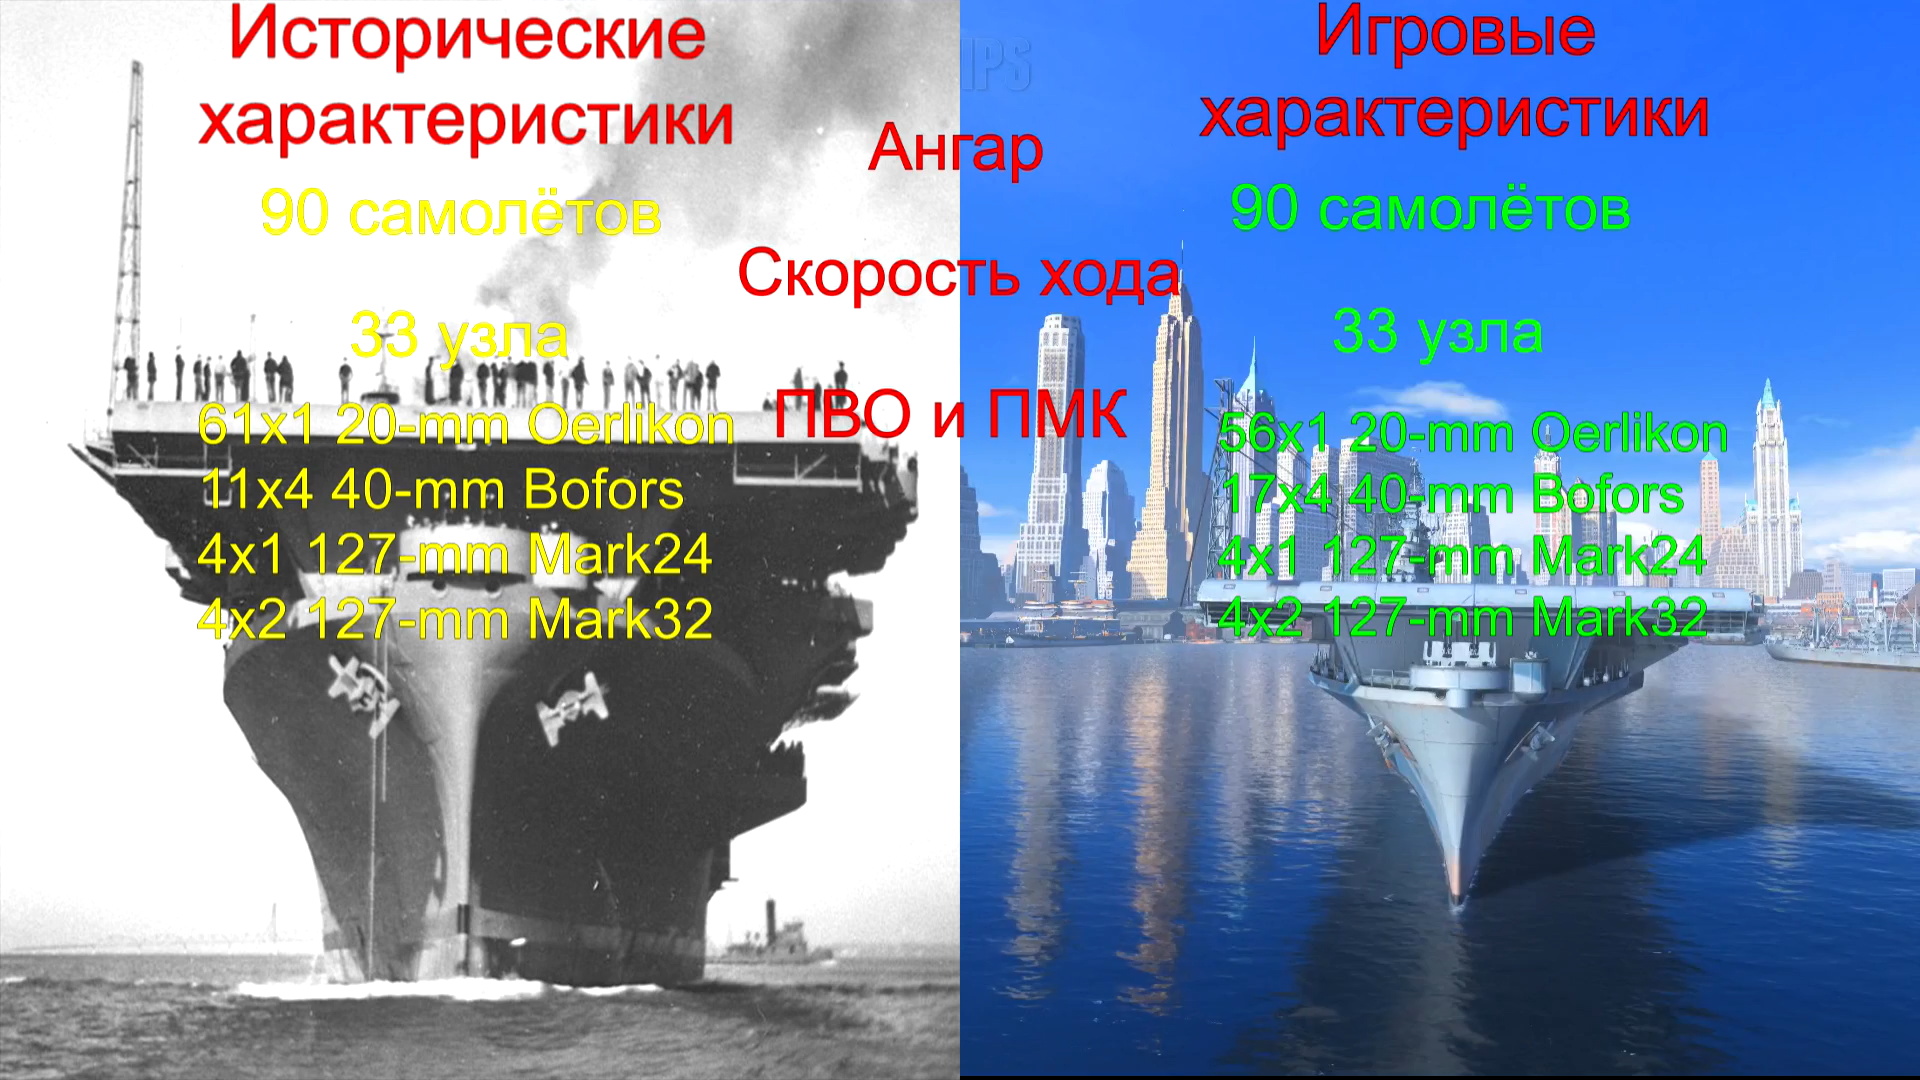 Исторические
характеристики
90 самолётов
33 узла
61x1 20-mm Oerlikon
11x4 40-mm Bofors
4x1 127-mm Mark24
4x2 127-mm Mark32
Ангар
Скорость хода
ПВО и ПМК
IPS
Игровые
характеристики
90 самолётов
33 узла
56x1 20-mm Oerlikon
17x4 40-mm Bofors
4x1 127-mm Mark24
4x2 127-mm Mark32